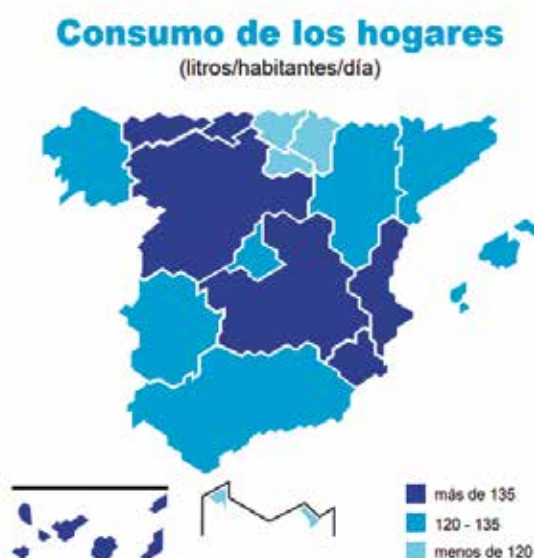 Consumo de los hogares
(litros/habitantes/día)
más de 135
120 - 135
menos de 120